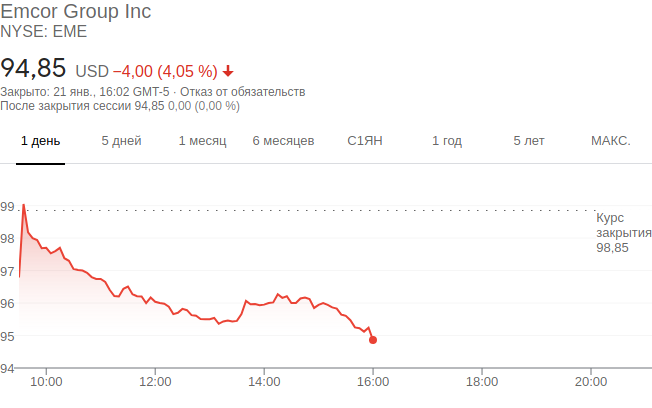 Emcor Group Inc
NYSE: EME
94,85 USD −4,00 (4,05 %)
Закрыто: 21 янв., 16:02 GMT-5 · Отказ от обязательств
После закрытия сессии 94,85 0,00 (0,00 %)
1 день 5 дней 1 месяц 6 месяцев С1ЯН 1 год 5 лет МАКС.
99
Курс
закрытия
98,85
98
97
96
95
94
10:00 12:00 14:00 16:00 18:00 20:00